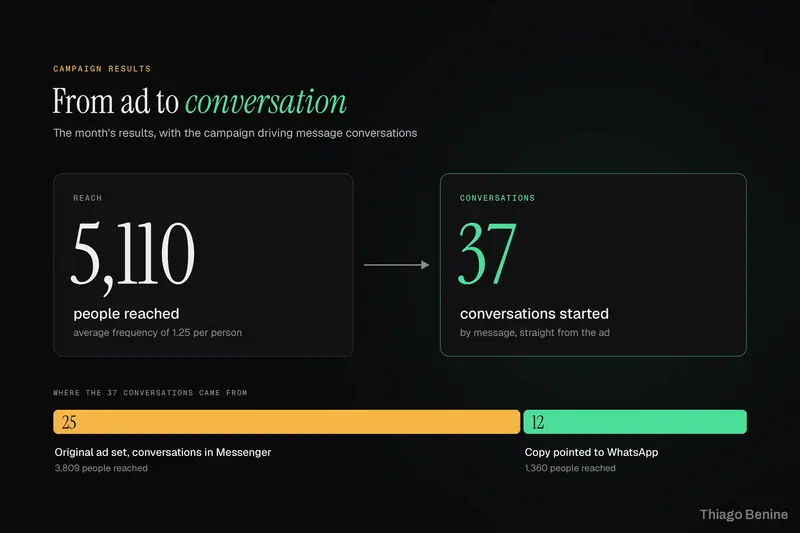 CAMPAIGN RESULTS
From ad to conversation
The month's results, with the campaign driving message conversations
REACH
5,110
people reached
average frequency of 1.25 per person
CONVERSATIONS
37
conversations started
by message, straight from the ad
WHERE THE 37 CONVERSATIONS CAME FROM
25
12
Original ad set, conversations in Messenger
3,809 people reached
Copy pointed to WhatsApp
1,360 people reached
Thiago Benine